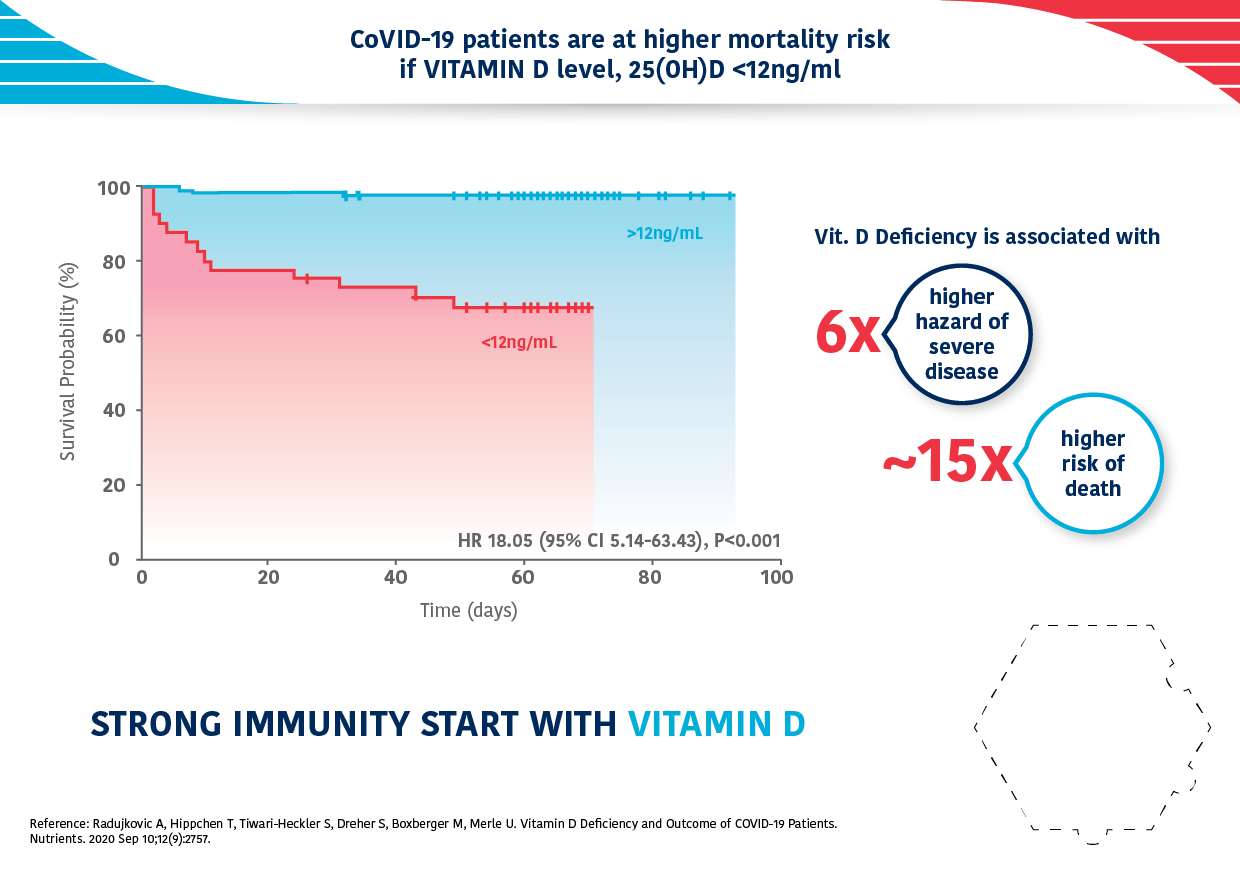 CoVID-19 patients are at higher mortality risk
if VITAMIN D level, 25(OH)D <12ng/ml
100
80
60
40
20
0
Survival Probability (%)
>12ng/mL
<12ng/mL
HR 18.05 (95% CI 5.14-63.43), P<0.001
0 20 40 60 80 100
Time (days)
Vit. D Deficiency is associated with
6x
higher
hazard of
severe
disease
~15x
higher
risk of
death
STRONG IMMUNITY START WITH VITAMIN D
Reference: Radujkovic A, Hippchen T, Tiwari-Heckler S, Dreher S, Boxberger M, Merle U. Vitamin D Deficiency and Outcome of COVID-19 Patients.
Nutrients. 2020 Sep 10;12(9):2757.